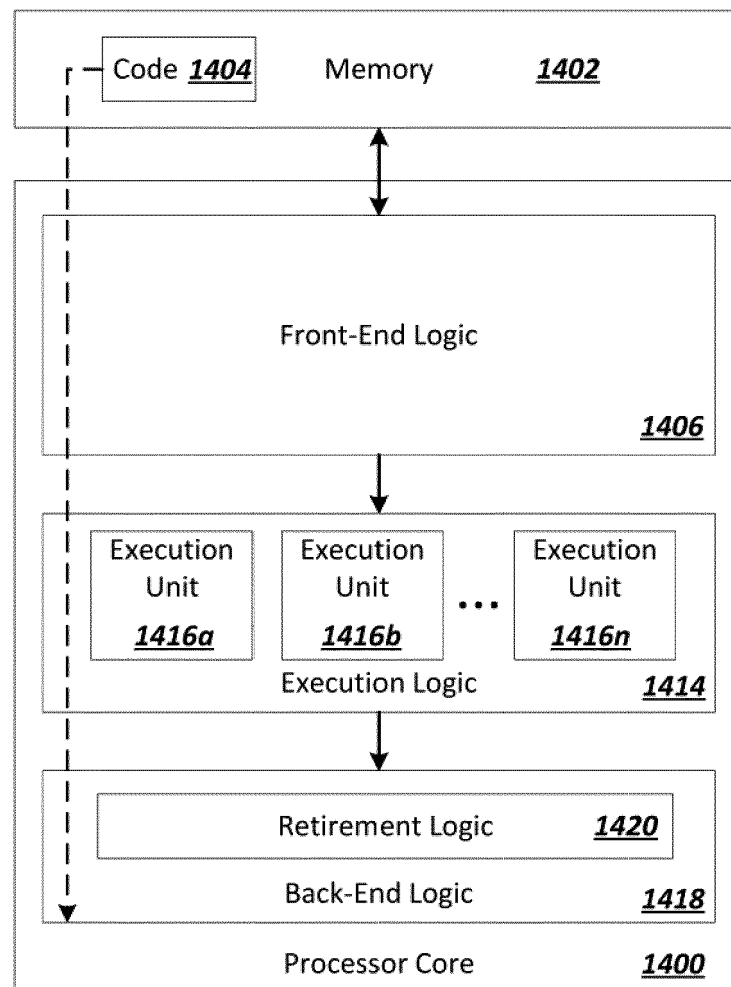 Code 1404 Memory 1402
Front-End Logic
1406
Execution Unit 1416a
Execution Unit 1416b
...
Execution Unit 1416n
Execution Logic 1414
Retirement Logic 1420
Back-End Logic 1418
Processor Core 1400